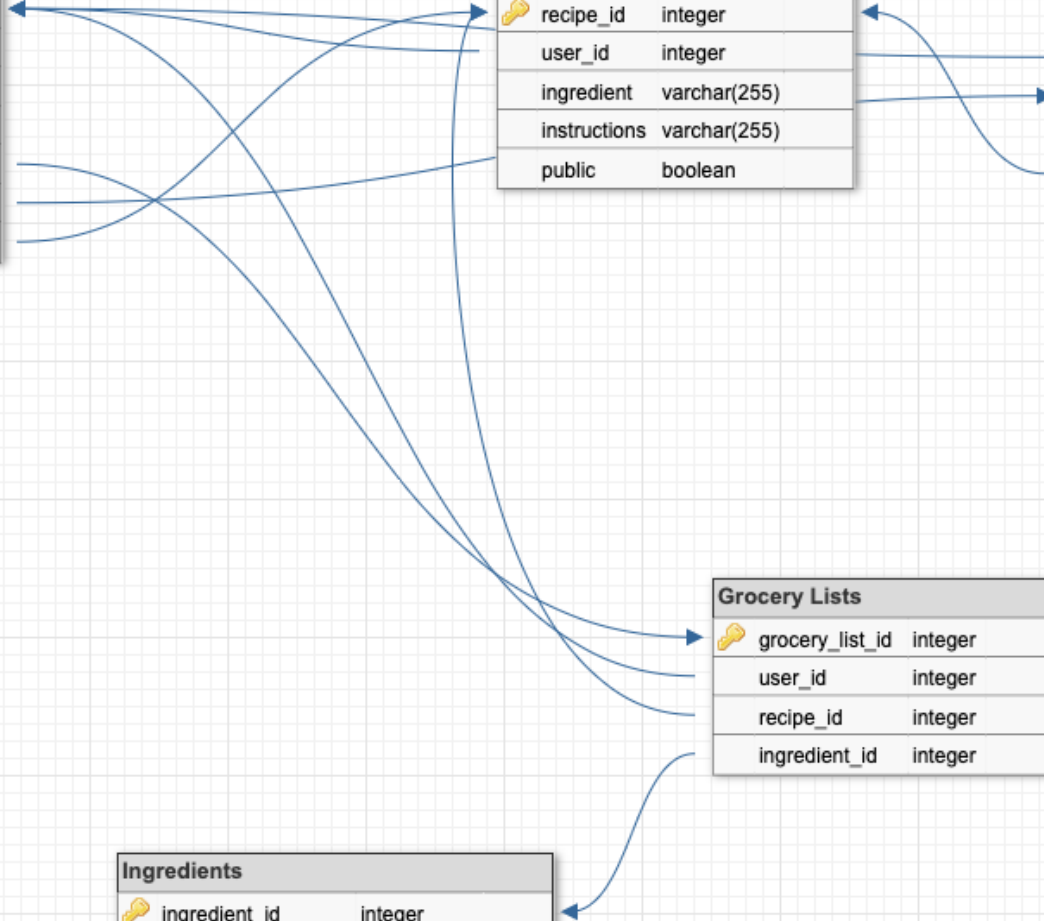 recipe_id integer
user_id integer
ingredient varchar(255)
instructions varchar(255)
public boolean
Grocery Lists
grocery_list_id integer
user_id integer
recipe_id integer
ingredient_id integer
Ingredients
ingredient_id integer